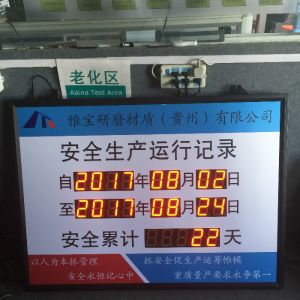 老化区
Aaina Test Area
雅宝研磨材质(贵州)有限公司
安全生产运行记录
自2017年08月02日
至2017年08月24日
安全累计 22天
以人为本抓管理
安全永恒记心中
抓安全促生产运筹帷幄
重质量严要求永争第一